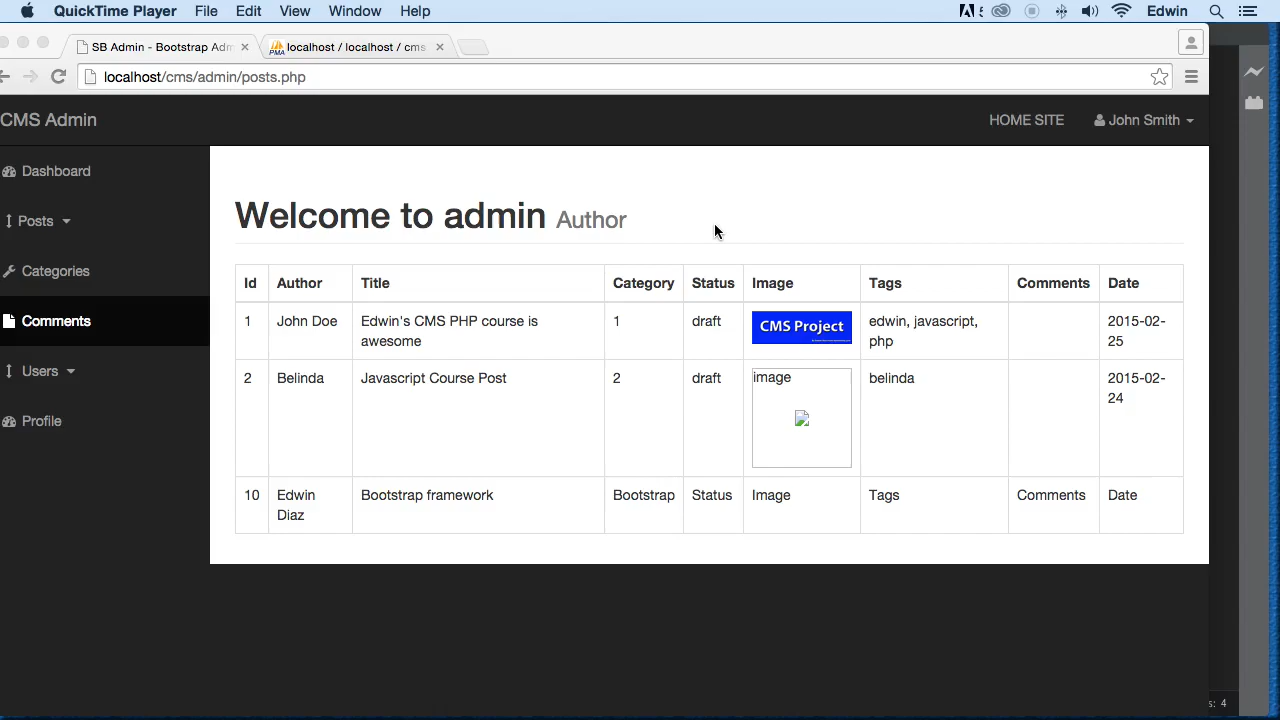 QuickTime Player File Edit View Window Help Edwin
SB Admin - Bootstrap Adm localhost / localhost / cms
PMA
localhost/cms/admin/posts.php
CMS Admin HOME SITE John Smith
Dashboard
Posts
Categories
Comments
Users
Profile
Welcome to admin Author
Id Author Title Category Status Image Tags Comments Date
1 John Doe Edwin's CMS PHP course is 1 draft CMS Project edwin, javascript, 2015-02-
awesome php 25
2 Belinda Javascript Course Post 2 draft image belinda 2015-02-
24
10 Edwin Bootstrap framework Bootstrap Status Image Tags Comments Date
Diaz
s: 4